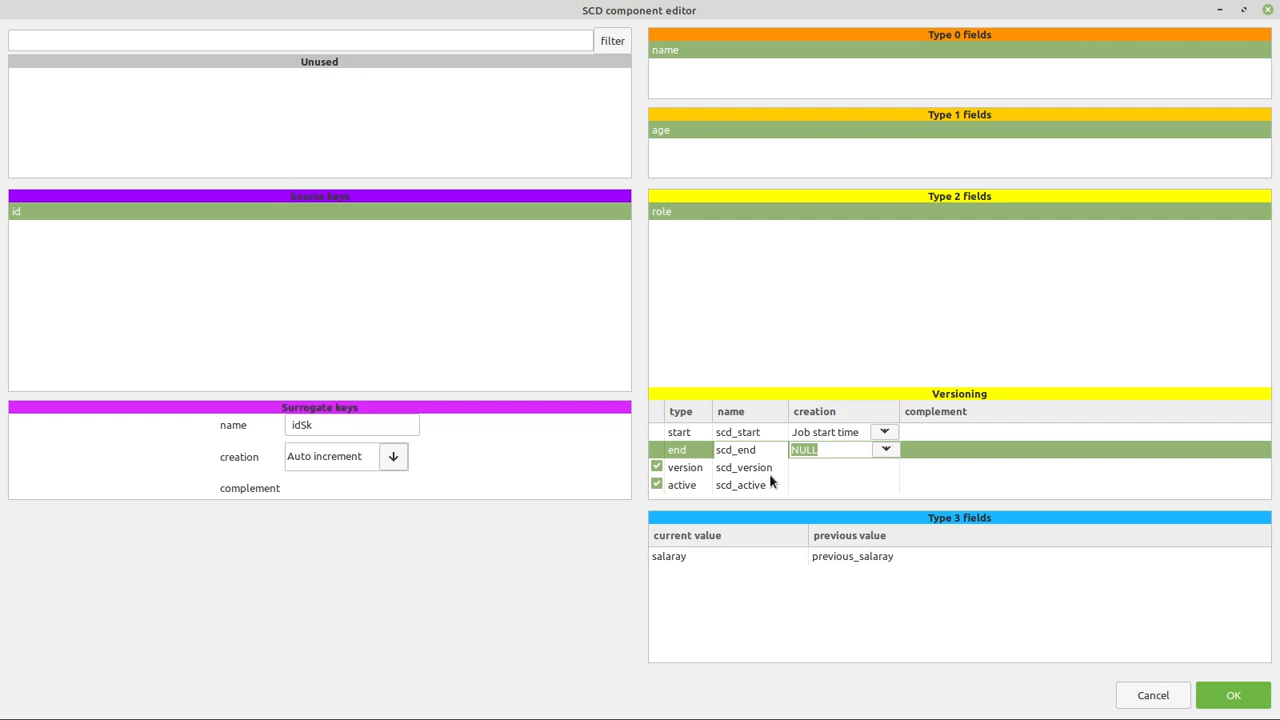 SCD component editor
filter
Unused
Source keys
id
Surrogate keys
name idSk
creation Auto increment
complement
Type 0 fields
name
Type 1 fields
age
Type 2 fields
role
Versioning
type name creation complement
start scd_start Job start time
end scd_end NULL
version scd_version
active scd_active
Type 3 fields
current value previous value
salaray previous_salaray
Cancel OK